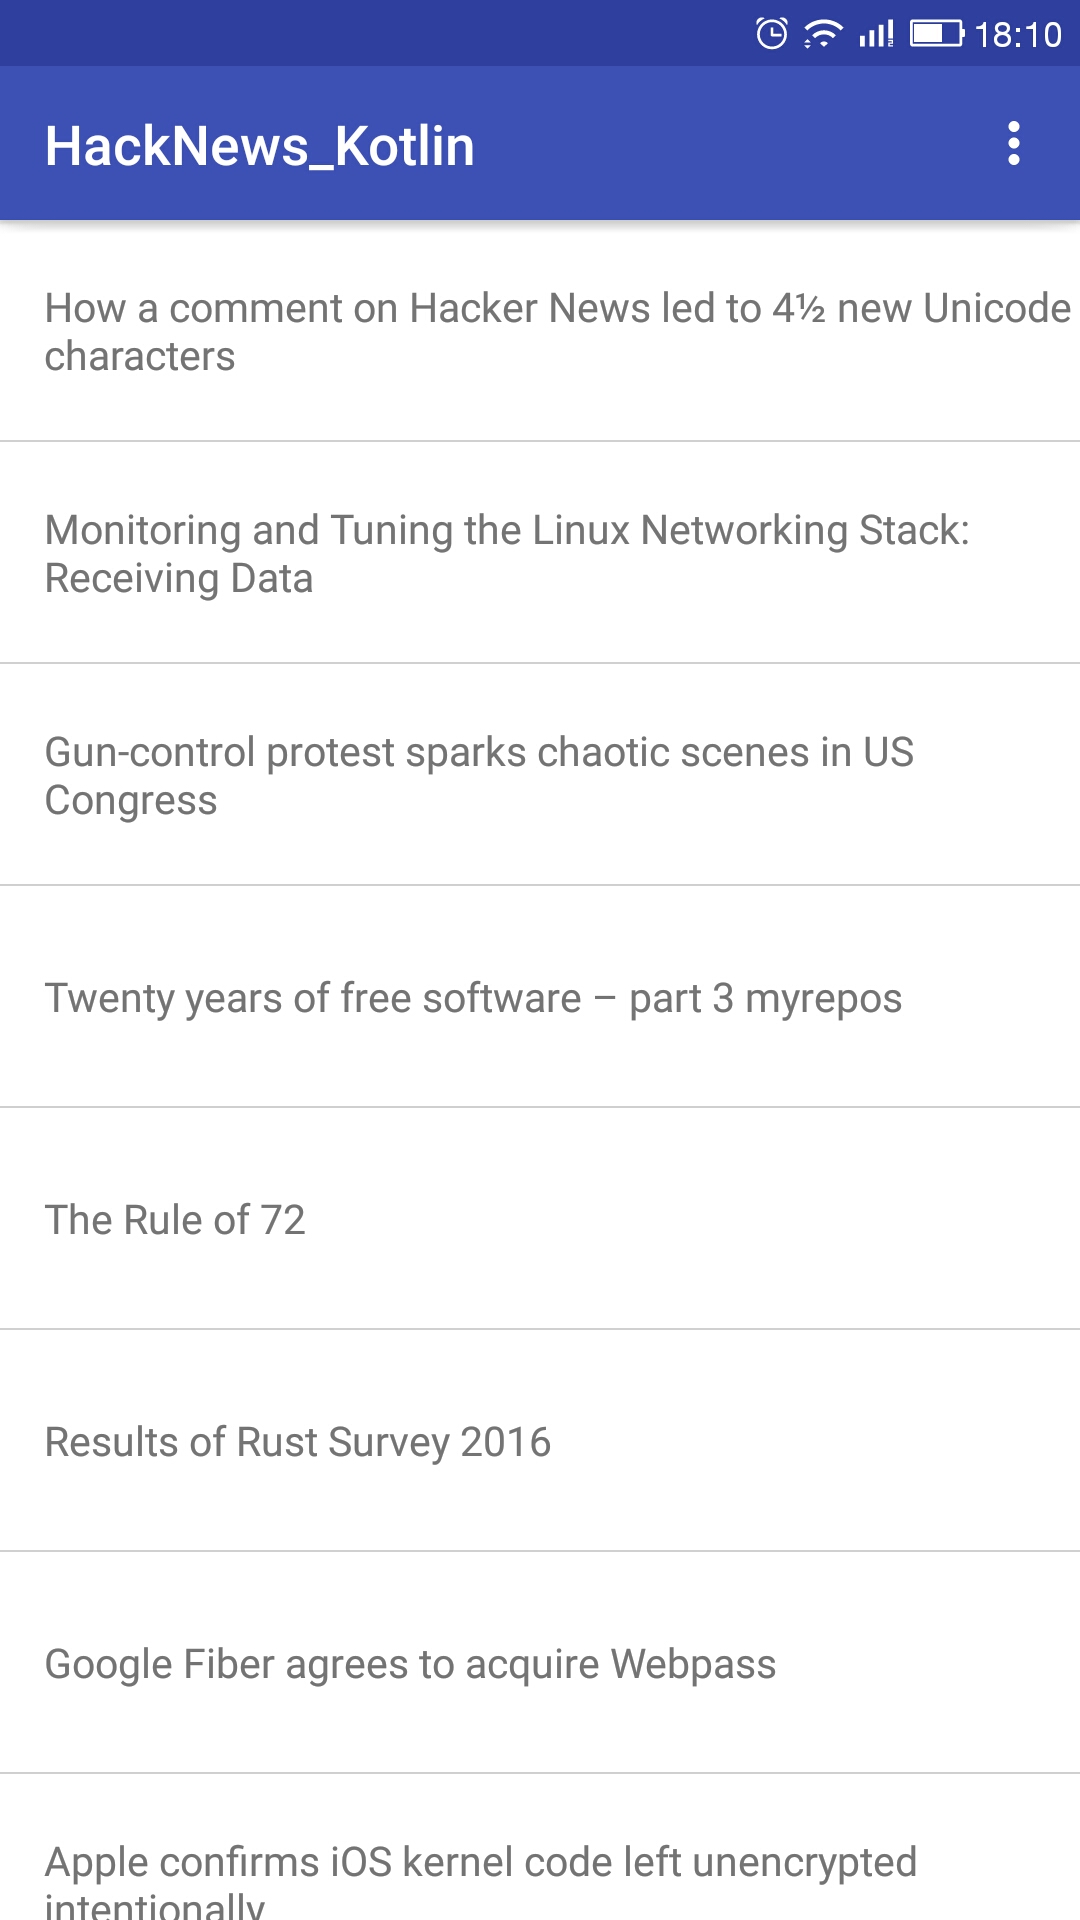 18:10
HackNews_Kotlin
How a comment on Hacker News led to 4½ new Unicode
characters
Monitoring and Tuning the Linux Networking Stack:
Receiving Data
Gun-control protest sparks chaotic scenes in US
Congress
Twenty years of free software – part 3 myrepos
The Rule of 72
Results of Rust Survey 2016
Google Fiber agrees to acquire Webpass
Apple confirms iOS kernel code left unencrypted
intentionally